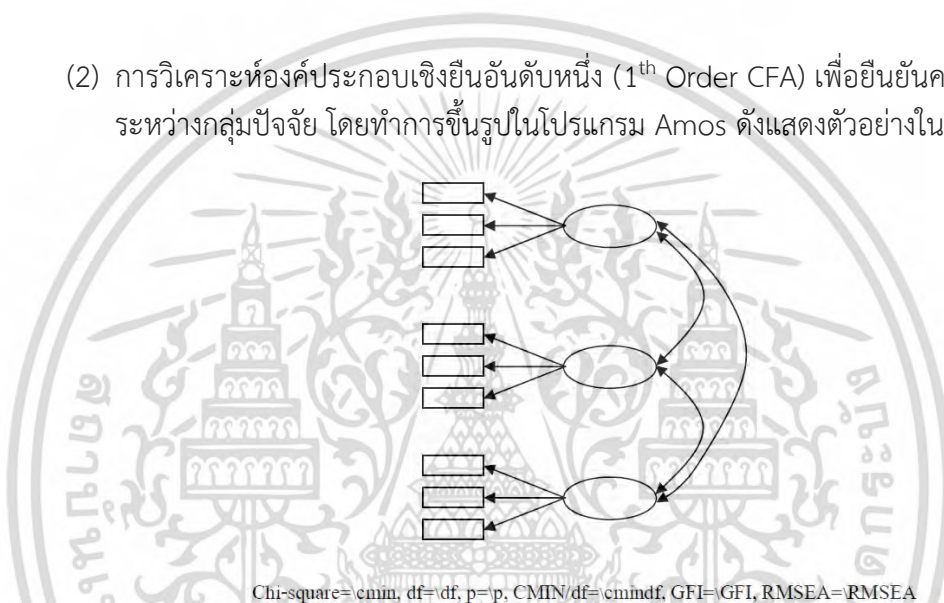 (2) การวิเคราะห์องค์ประกอบเชิงยืนอันดับหนึ่ง (1th Order CFA) เพื่อยืนยันค
ระหว่างกลุ่มปัจจัย โดยทำการขึ้นรูปในโปรแกรม Amos ดังแสดงตัวอย่างใน
Chi-square=\cmin, df=\df, p=\p, CMIN/df=\cmindf, GFI=\GFI, RMSEA=\RMSEA